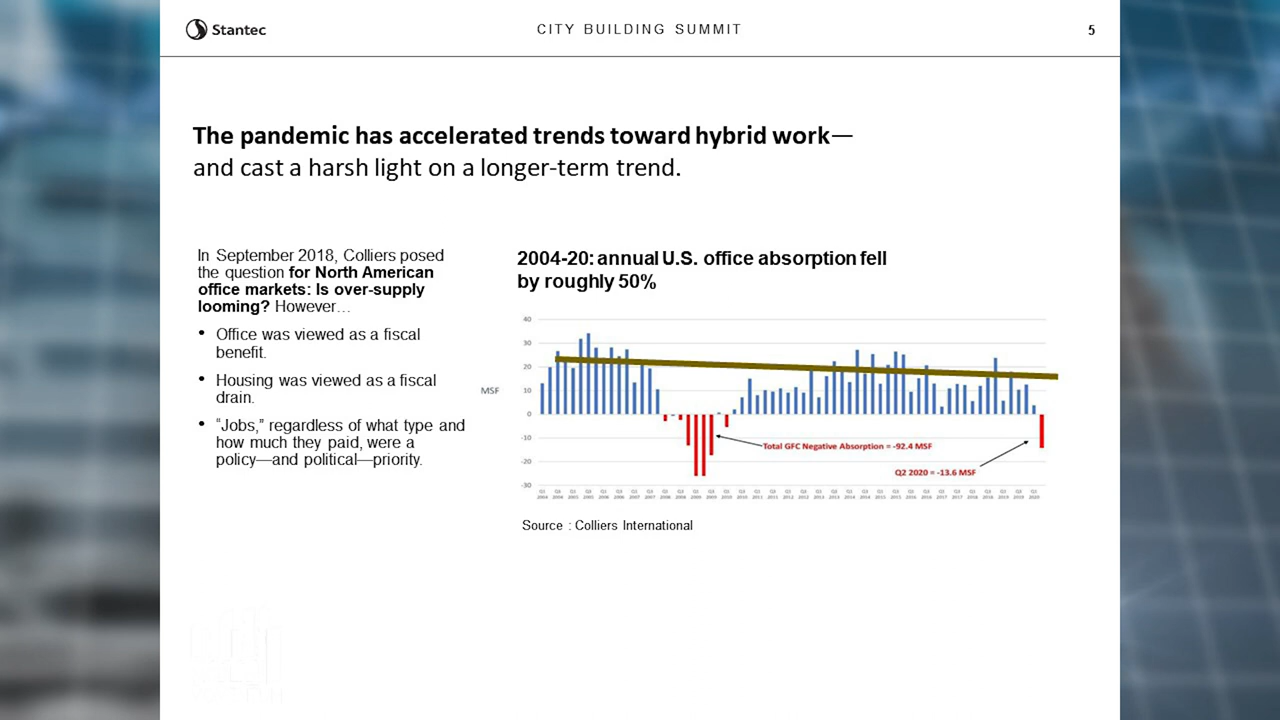 Stantec
CITY BUILDING SUMMIT
5
The pandemic has accelerated trends toward hybrid work—
and cast a harsh light on a longer-term trend.
In September 2018, Colliers posed
the question for North American
office markets: Is over-supply
looming? However…
• Office was viewed as a fiscal
benefit.
• Housing was viewed as a fiscal
drain.
• “Jobs,” regardless of what type and
how much they paid, were a
policy—and political—priority.
2004-20: annual U.S. office absorption fell
by roughly 50%
40
30
20
10
0
-10
-20
-30
MSF
Total GFC Negative Absorption = -92.4 MSF
Q2 2020 = -13.6 MSF
Source : Colliers International